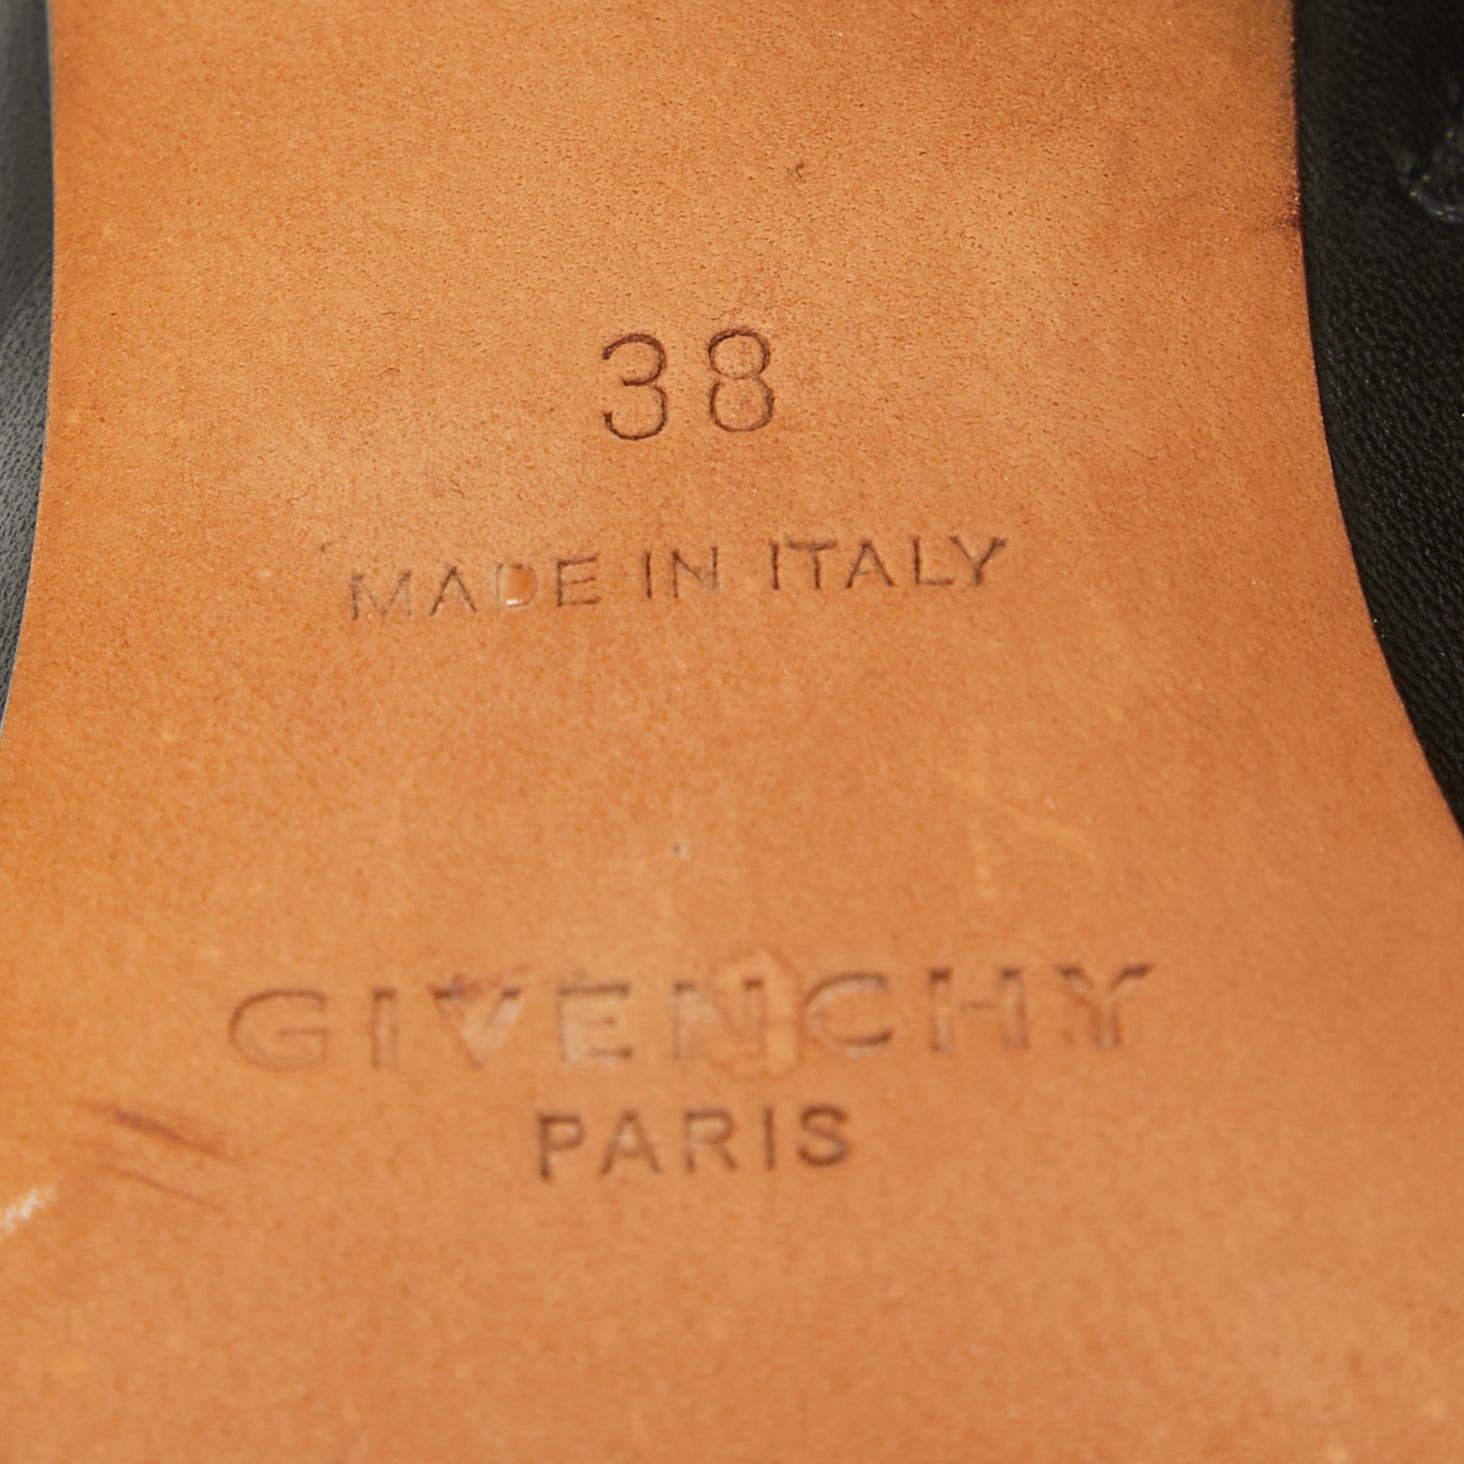 38
MADE IN ITALY
GIVENCHY
PARIS